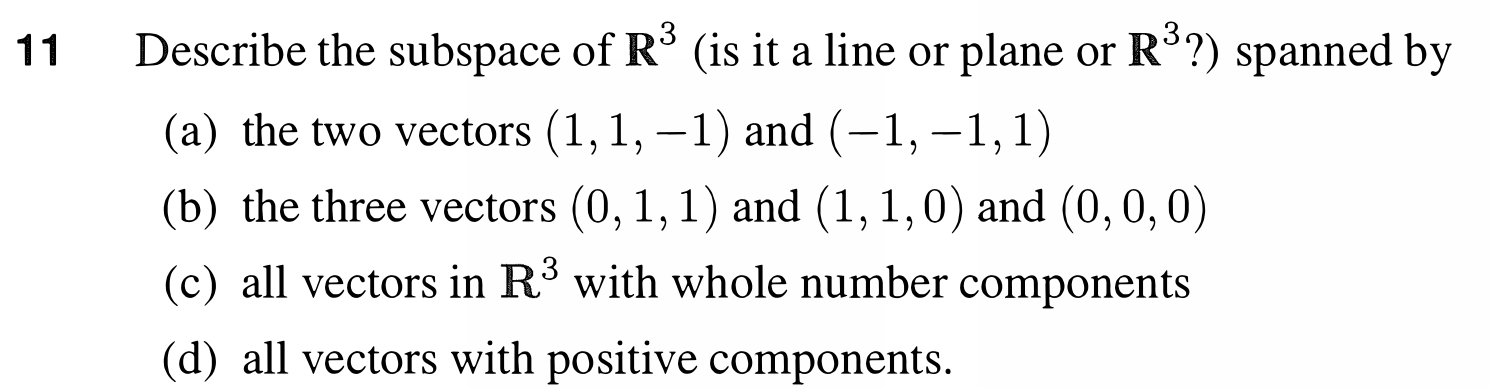 11 Describe the subspace of R³ (is it a line or plane or R³?) spanned by
(a) the two vectors (1, 1, −1) and (−1, −1, 1)
(b) the three vectors (0, 1, 1) and (1, 1, 0) and (0, 0, 0)
(c) all vectors in R³ with whole number components
(d) all vectors with positive components.